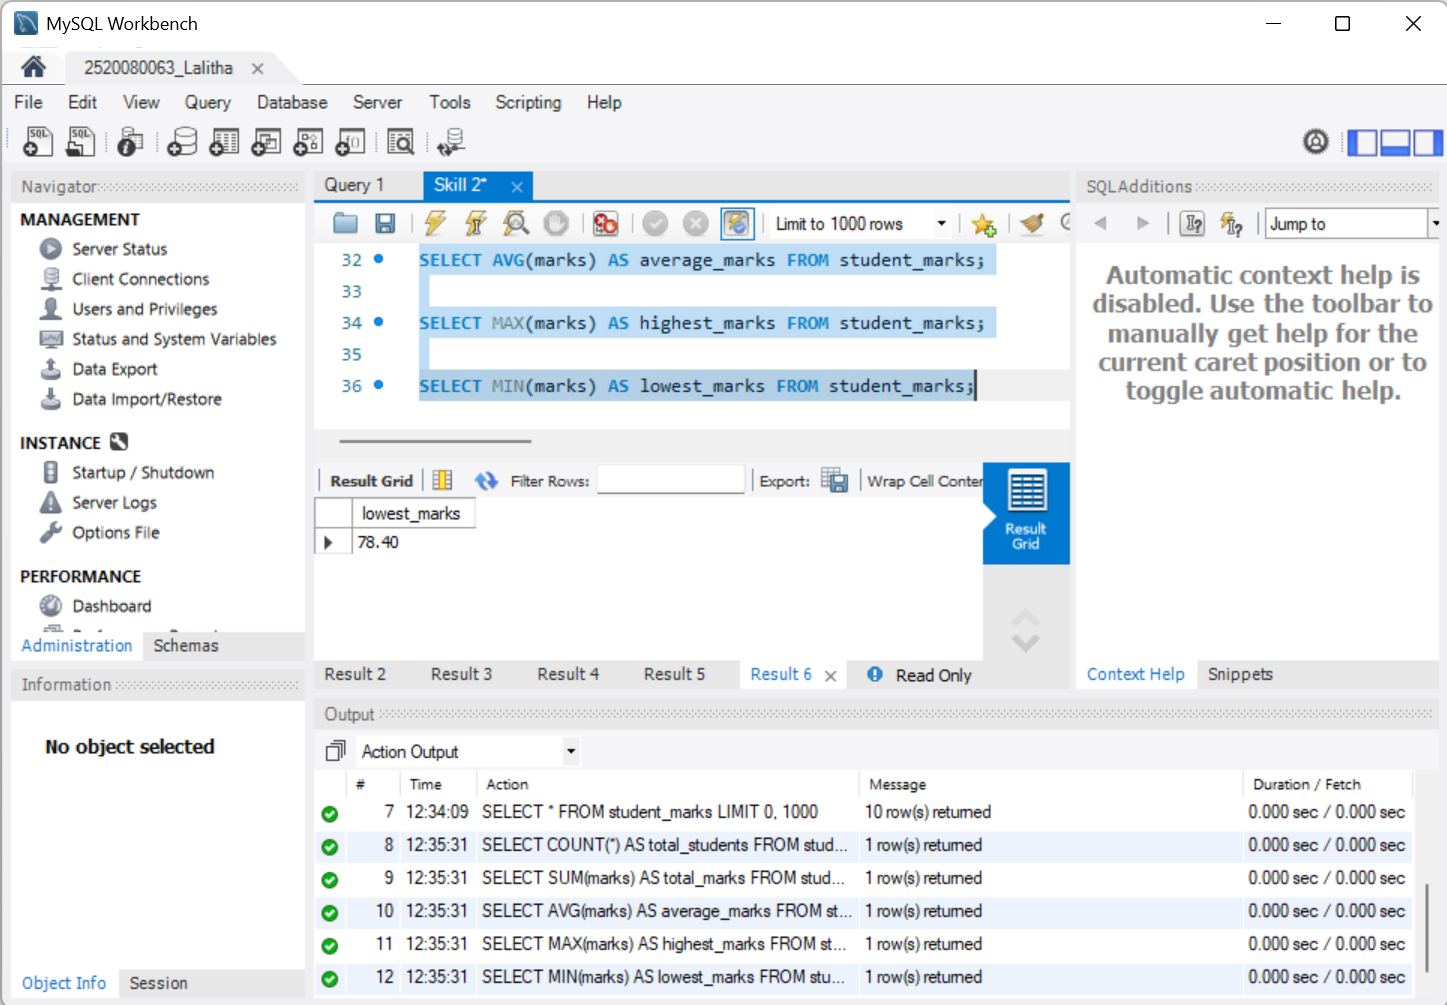 MySQL Workbench
2520080063_Lalitha
File Edit View Query Database Server Tools Scripting Help
Navigator
MANAGEMENT
Server Status
Client Connections
Users and Privileges
Status and System Variables
Data Export
Data Import/Restore
INSTANCE
Startup / Shutdown
Server Logs
Options File
PERFORMANCE
Dashboard
Administration Schemas
Information
No object selected
Object Info Session
Query 1 Skill 2*
Limit to 1000 rows
32 SELECT AVG(marks) AS average_marks FROM student_marks;
33
34 SELECT MAX(marks) AS highest_marks FROM student_marks;
35
36 SELECT MIN(marks) AS lowest_marks FROM student_marks;
Result Grid Filter Rows: Export: Wrap Cell Conter
lowest_marks
78.40
Result
Grid
Result 2 Result 3 Result 4 Result 5 Result 6 Read Only
SQLAdditions
Jump to
Automatic context help is
disabled. Use the toolbar to
manually get help for the
current caret position or to
toggle automatic help.
Context Help Snippets
Output
Action Output
# Time Action Message Duration / Fetch
7 12:34:09 SELECT * FROM student_marks LIMIT 0, 1000 10 row(s) returned 0.000 sec / 0.000 sec
8 12:35:31 SELECT COUNT(*) AS total_students FROM stud... 1 row(s) returned 0.000 sec / 0.000 sec
9 12:35:31 SELECT SUM(marks) AS total_marks FROM stud... 1 row(s) returned 0.000 sec / 0.000 sec
10 12:35:31 SELECT AVG(marks) AS average_marks FROM st... 1 row(s) returned 0.000 sec / 0.000 sec
11 12:35:31 SELECT MAX(marks) AS highest_marks FROM st... 1 row(s) returned 0.000 sec / 0.000 sec
12 12:35:31 SELECT MIN(marks) AS lowest_marks FROM stu... 1 row(s) returned 0.000 sec / 0.000 sec